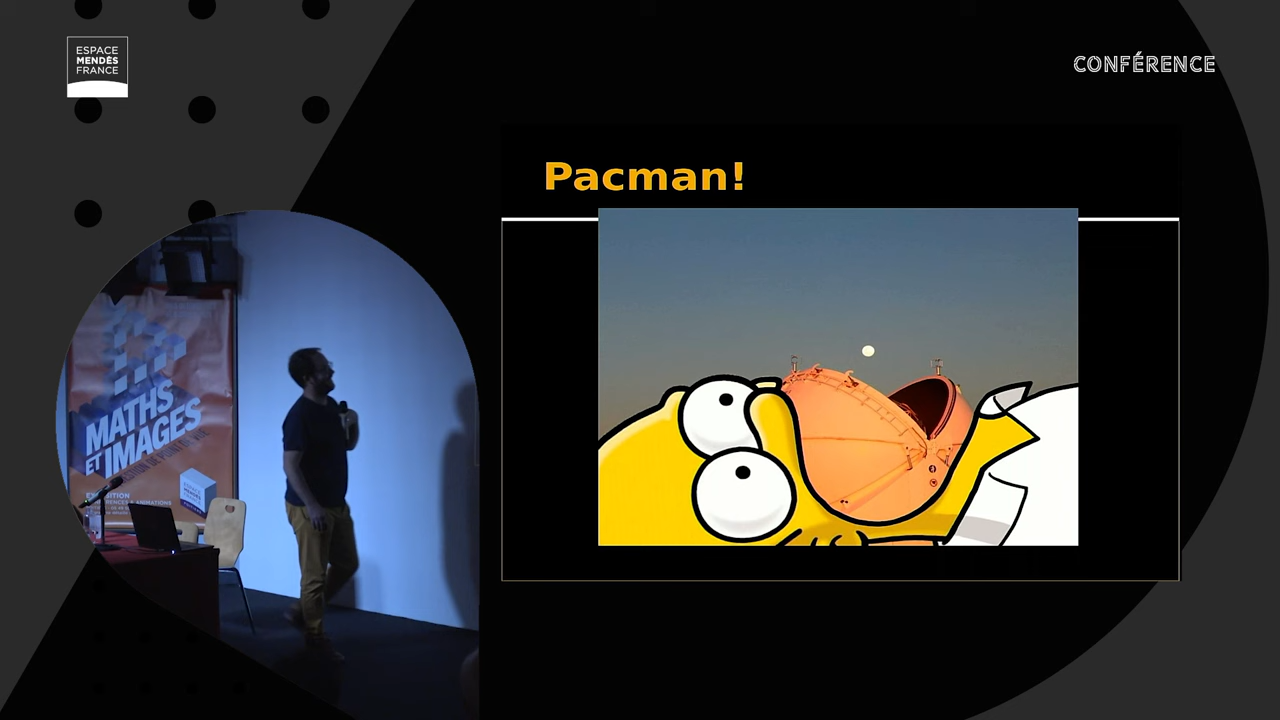 ESPACE
MENDÈS
FRANCE
CONFÉRENCE
Pacman!
MATHS
ET IMAGES